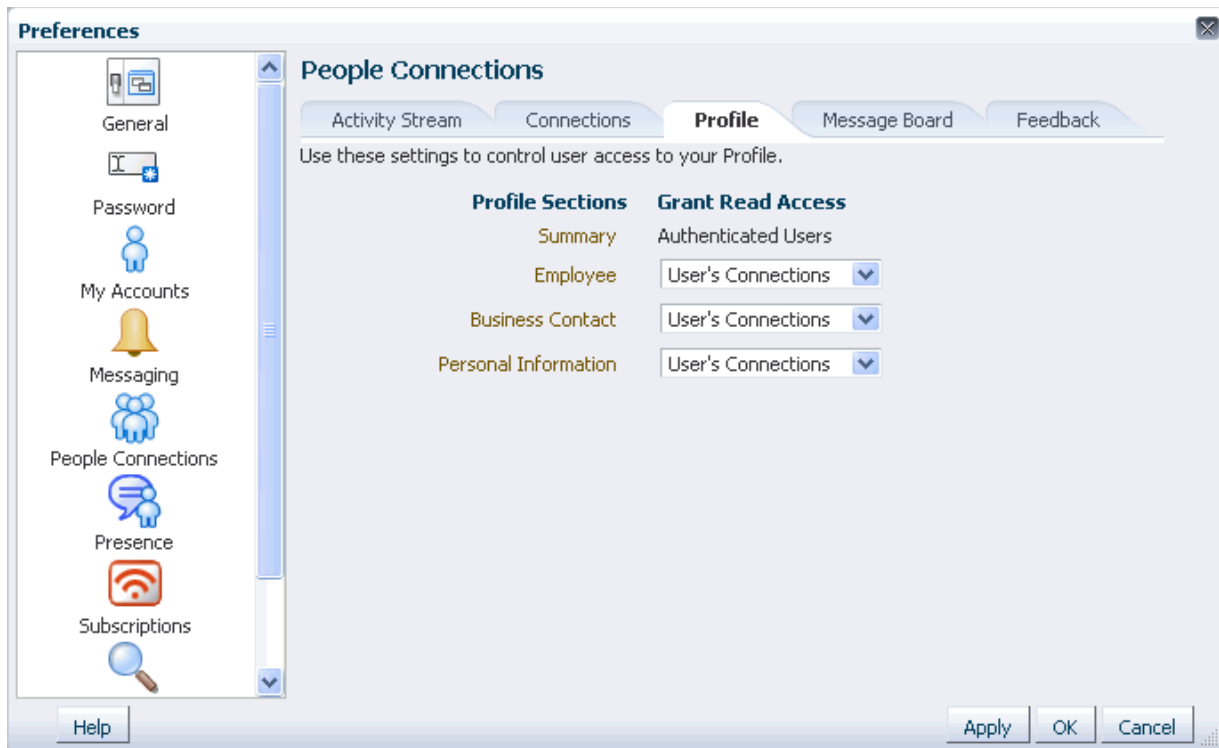 Preferences
General
Password
My Accounts
Messaging
People Connections
Presence
Subscriptions
People Connections
Activity Stream Connections Profile Message Board Feedback
Use these settings to control user access to your Profile.
Profile Sections Grant Read Access
Summary Authenticated Users
Employee User's Connections
Business Contact User's Connections
Personal Information User's Connections
Help Apply OK Cancel